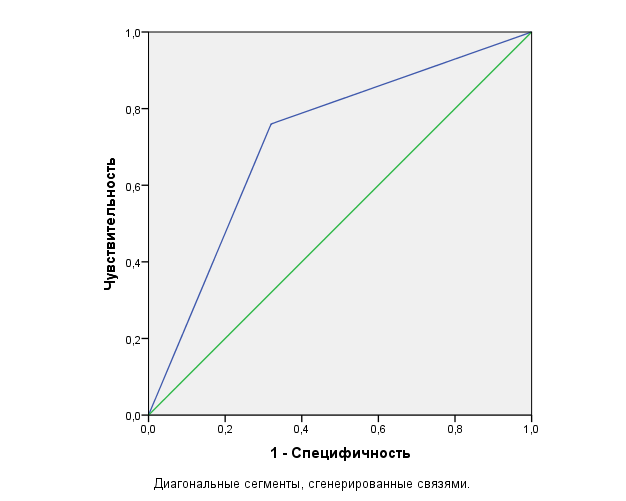 1,0
0,8
0,6
0,4
0,2
0,0
Чувствительность
0,0 0,2 0,4 0,6 0,8 1,0
1 - Специфичность
Диагональные сегменты, сгенерированные связями.